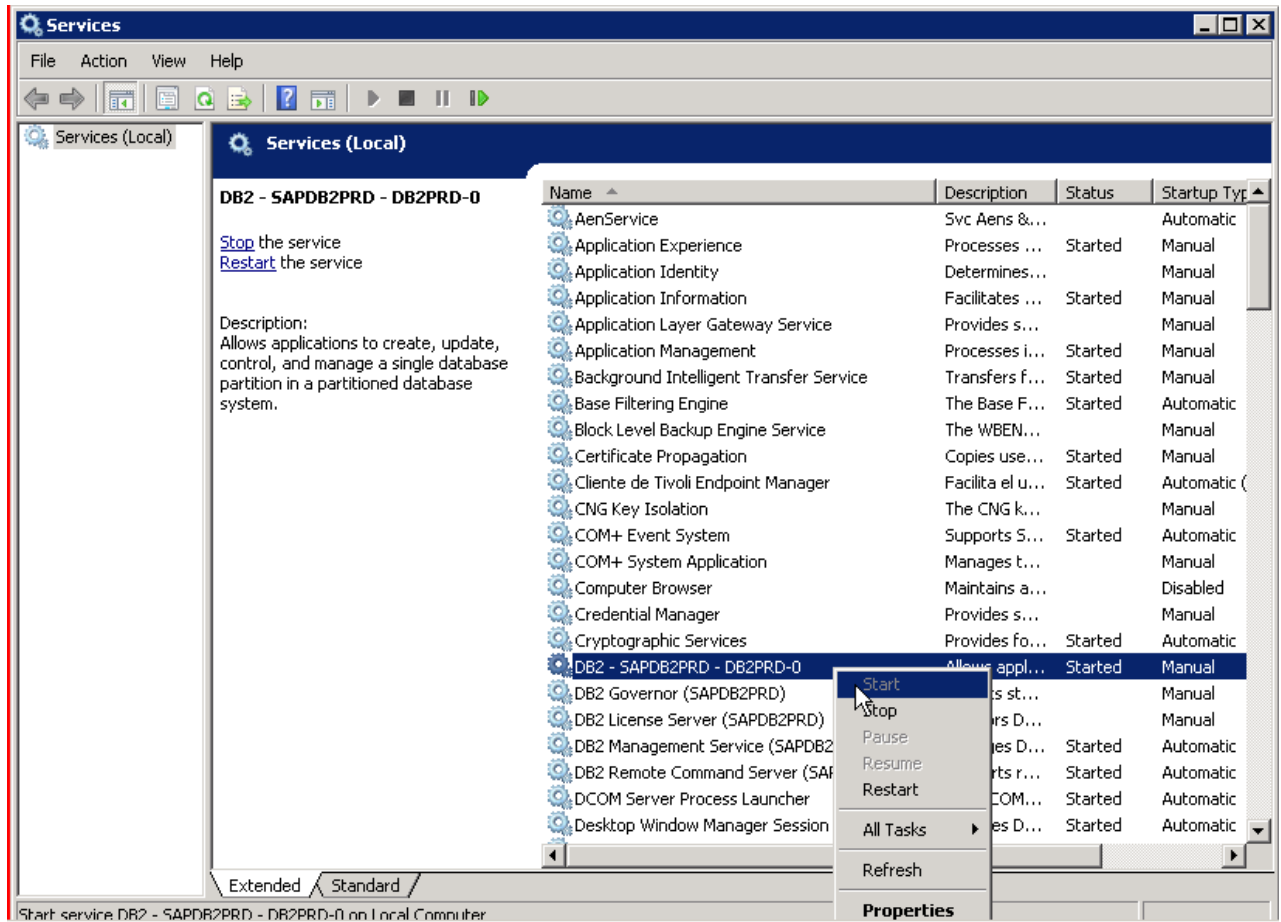 Services
File Action View Help
Services (Local)
Services (Local)
DB2 - SAPDB2PRD - DB2PRD-0
Stop the service
Restart the service
Description:
Allows applications to create, update,
control, and manage a single database
partition in a partitioned database
system.
Name Description Status Startup Typ
AenService Svc Aens &... Automatic
Application Experience Processes ... Started Manual
Application Identity Determines... Manual
Application Information Facilitates ... Started Manual
Application Layer Gateway Service Provides s... Manual
Application Management Processes i... Started Manual
Background Intelligent Transfer Service Transfers f... Started Manual
Base Filtering Engine The Base F... Started Automatic
Block Level Backup Engine Service The WBEN... Manual
Certificate Propagation Copies use... Started Manual
Cliente de Tivoli Endpoint Manager Facilita el u... Started Automatic (
CNG Key Isolation The CNG k... Manual
COM+ Event System Supports S... Started Automatic
COM+ System Application Manages t... Manual
Computer Browser Maintains a... Disabled
Credential Manager Provides s... Manual
Cryptographic Services Provides fo... Started Automatic
DB2 - SAPDB2PRD - DB2PRD-0 Allows appl... Started Manual
DB2 Governor (SAPDB2PRD) s st... Manual
DB2 License Server (SAPDB2PRD) rs D... Manual
DB2 Management Service (SAPDB2 es D... Started Automatic
DB2 Remote Command Server (SAP rts r... Started Automatic
DCOM Server Process Launcher COM... Started Automatic
Desktop Window Manager Session es D... Started Automatic
Start
Stop
Pause
Resume
Restart
All Tasks
Refresh
Properties
Extended Standard
Start service DB2 - SAPDB2PRD - DB2PRD-0 on Local Computer